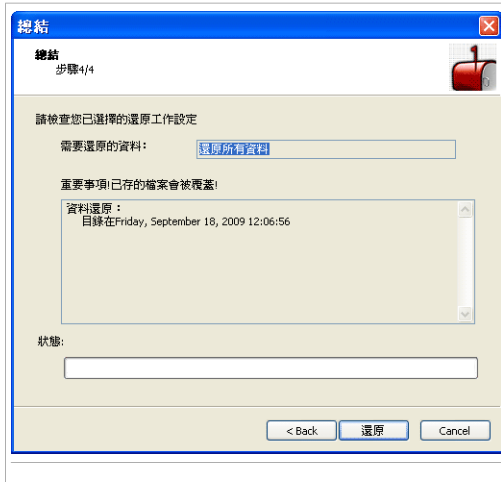 總結
總結
步驟4/4
請檢查您已選擇的還原工作設定
需要還原的資料： 還原所有資料
重要事項!已存的檔案會被覆蓋!
資料還原：
目錄在Friday, September 18, 2009 12:06:56
狀態:
< Back 還原 Cancel